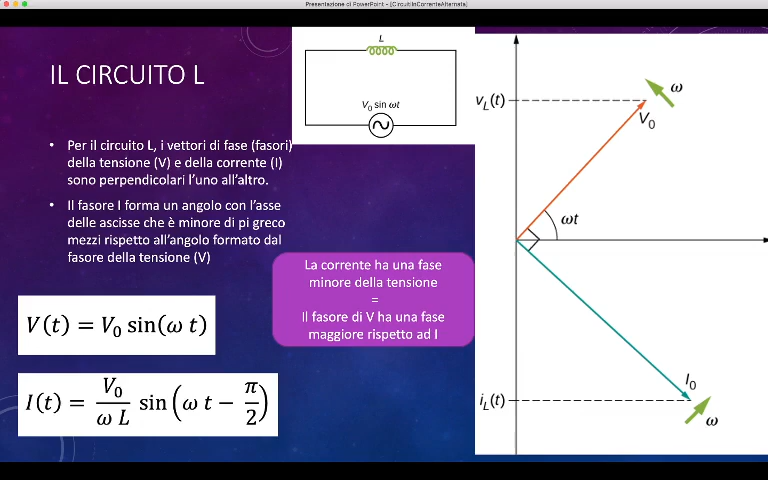 Presentazione di PowerPoint - [CircuitiInCorrenteAlternata]
IL CIRCUITO L
L
V₀ sin ωt
• Per il circuito L, i vettori di fase (fasori)
della tensione (V) e della corrente (I)
sono perpendicolari l'uno all'altro.
• Il fasore I forma un angolo con l'asse
delle ascisse che è minore di pi greco
mezzi rispetto all'angolo formato dal
fasore della tensione (V)
V(t) = V₀ sin(ω t)
I(t) = V₀ / (ω L) sin(ω t − π/2)
La corrente ha una fase
minore della tensione
=
Il fasore di V ha una fase
maggiore rispetto ad I
v_L(t)
ω
V₀
ωt
I₀
i_L(t)
ω